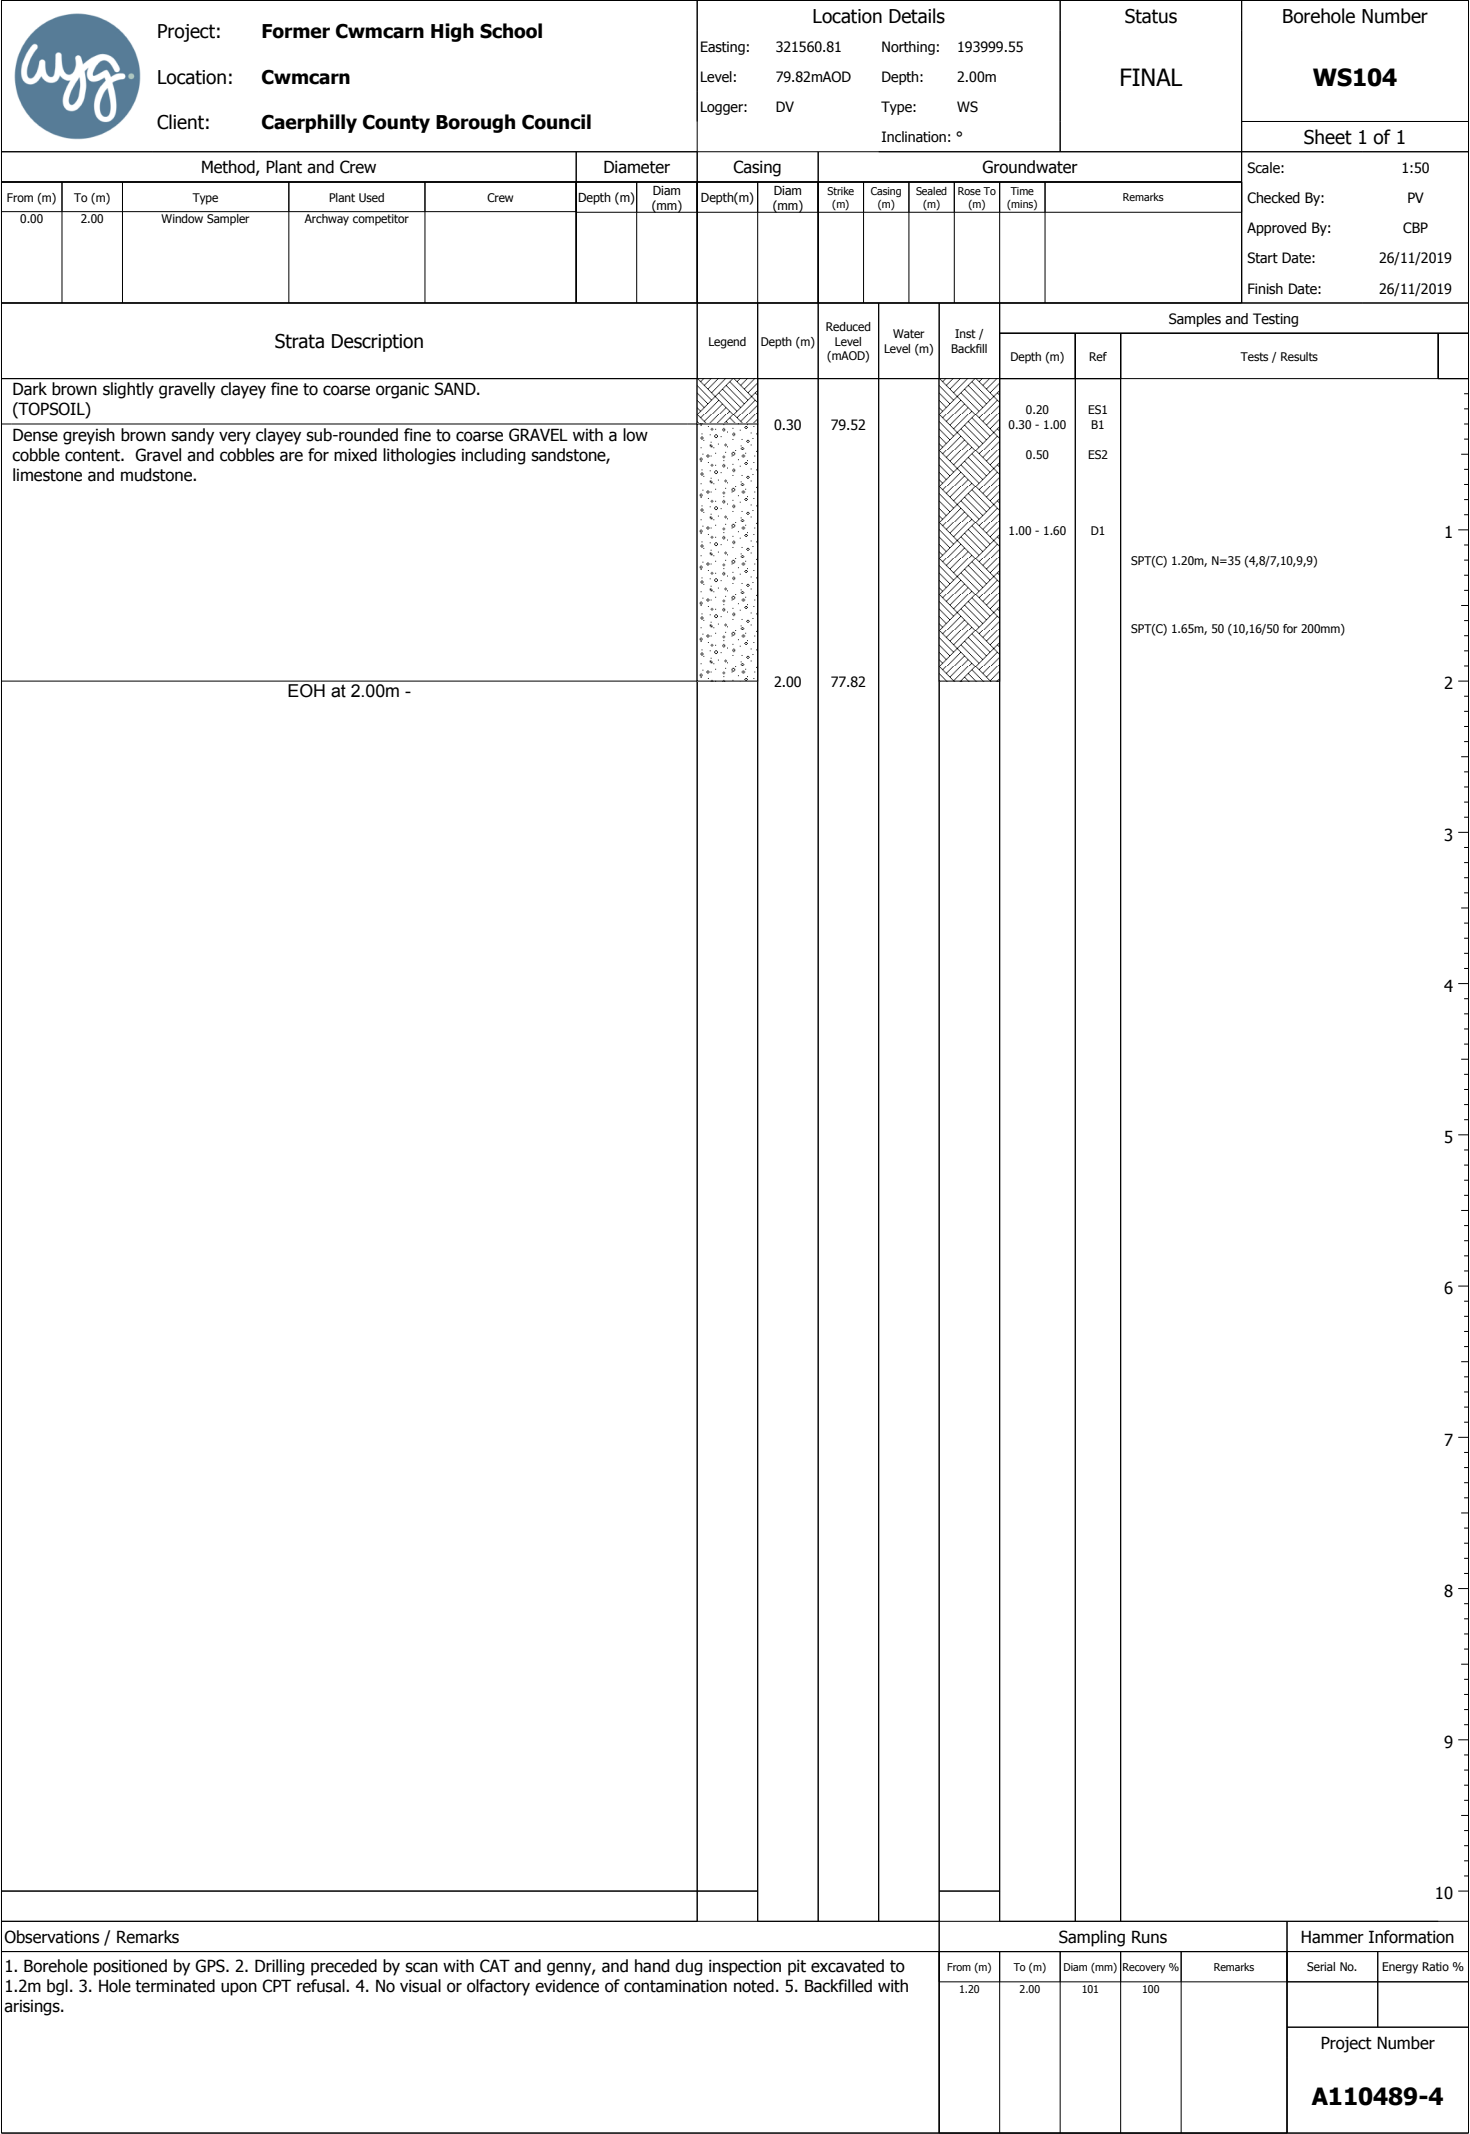 wyg.
Project: Former Cwmcarn High School
Location: Cwmcarn
Client: Caerphilly County Borough Council
Location Details
Easting: 321560.81 Northing: 193999.55
Level: 79.82mAOD Depth: 2.00m
Logger: DV Type: WS
Inclination: °
Status
FINAL
Borehole Number
WS104
Sheet 1 of 1
Method, Plant and Crew Diameter Casing Groundwater
From (m) To (m) Type Plant Used Crew Depth (m) Diam (mm) Depth(m) Diam (mm) Strike (m) Casing (m) Sealed (m) Rose To (m) Time (mins) Remarks
0.00 2.00 Window Sampler Archway competitor
Scale: 1:50
Checked By: PV
Approved By: CBP
Start Date: 26/11/2019
Finish Date: 26/11/2019
Strata Description Legend Depth (m) Reduced Level (mAOD) Water Level (m) Inst / Backfill Samples and Testing
Depth (m) Ref Tests / Results
Dark brown slightly gravelly clayey fine to coarse organic SAND.
(TOPSOIL)
0.20 ES1
0.30 79.52 0.30 - 1.00 B1
Dense greyish brown sandy very clayey sub-rounded fine to coarse GRAVEL with a low
cobble content. Gravel and cobbles are for mixed lithologies including sandstone,
limestone and mudstone.
0.50 ES2
1.00 - 1.60 D1
1
SPT(C) 1.20m, N=35 (4,8/7,10,9,9)
SPT(C) 1.65m, 50 (10,16/50 for 200mm)
2.00 77.82
2
EOH at 2.00m -
3
4
5
6
7
8
9
10
Observations / Remarks
1. Borehole positioned by GPS. 2. Drilling preceded by scan with CAT and genny, and hand dug inspection pit excavated to
1.2m bgl. 3. Hole terminated upon CPT refusal. 4. No visual or olfactory evidence of contamination noted. 5. Backfilled with
arisings.
Sampling Runs
From (m) To (m) Diam (mm) Recovery % Remarks
1.20 2.00 101 100
Hammer Information
Serial No. Energy Ratio %
Project Number
A110489-4